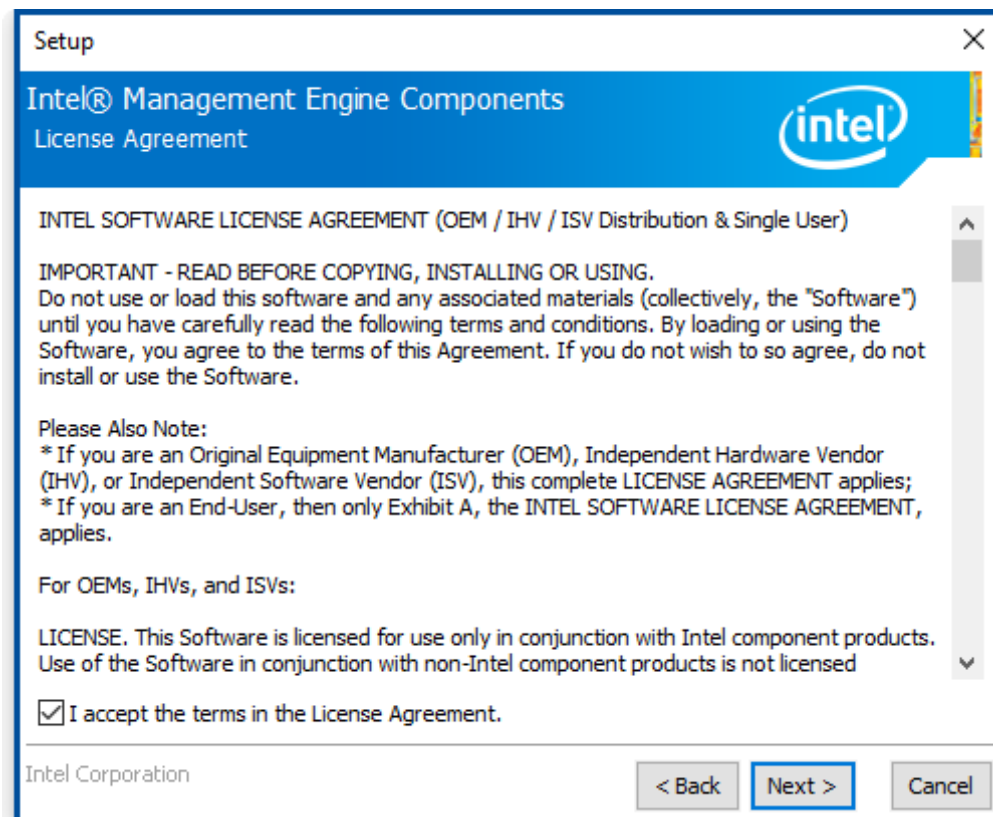 Setup
Intel® Management Engine Components
License Agreement
intel
INTEL SOFTWARE LICENSE AGREEMENT (OEM / IHV / ISV Distribution & Single User)
IMPORTANT - READ BEFORE COPYING, INSTALLING OR USING.
Do not use or load this software and any associated materials (collectively, the "Software")
until you have carefully read the following terms and conditions. By loading or using the
Software, you agree to the terms of this Agreement. If you do not wish to so agree, do not
install or use the Software.
Please Also Note:
* If you are an Original Equipment Manufacturer (OEM), Independent Hardware Vendor
(IHV), or Independent Software Vendor (ISV), this complete LICENSE AGREEMENT applies;
* If you are an End-User, then only Exhibit A, the INTEL SOFTWARE LICENSE AGREEMENT,
applies.
For OEMs, IHVs, and ISVs:
LICENSE. This Software is licensed for use only in conjunction with Intel component products.
Use of the Software in conjunction with non-Intel component products is not licensed
I accept the terms in the License Agreement.
Intel Corporation
< Back Next > Cancel